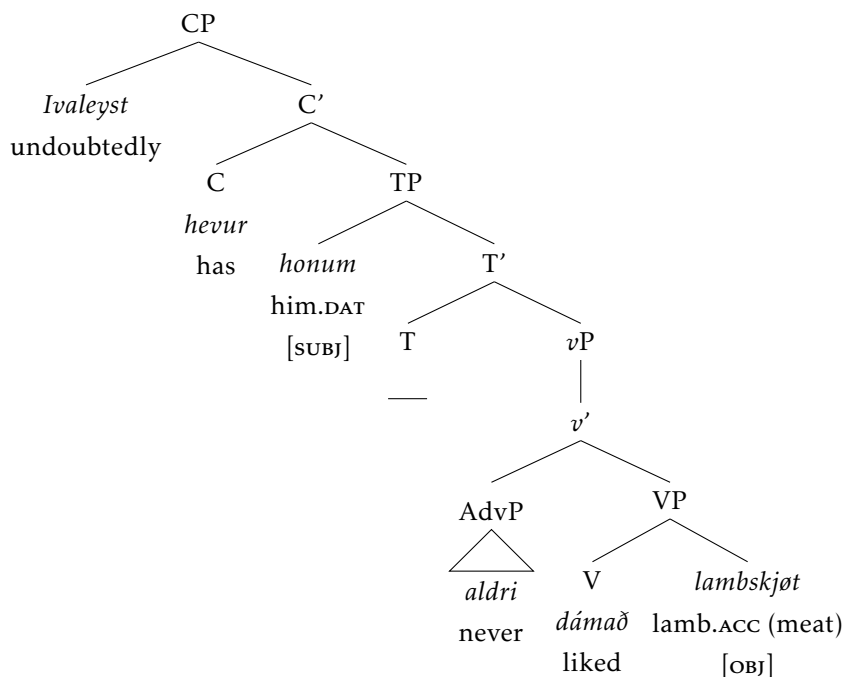 CP
Ivaleyst
undoubtedly
C’
C
hevur
has
TP
honum
him.DAT
[SUBJ]
T’
T
vP
v’
AdvP
aldri
never
VP
V
dámað
liked
lambskjøt
lamb.ACC (meat)
[OBJ]